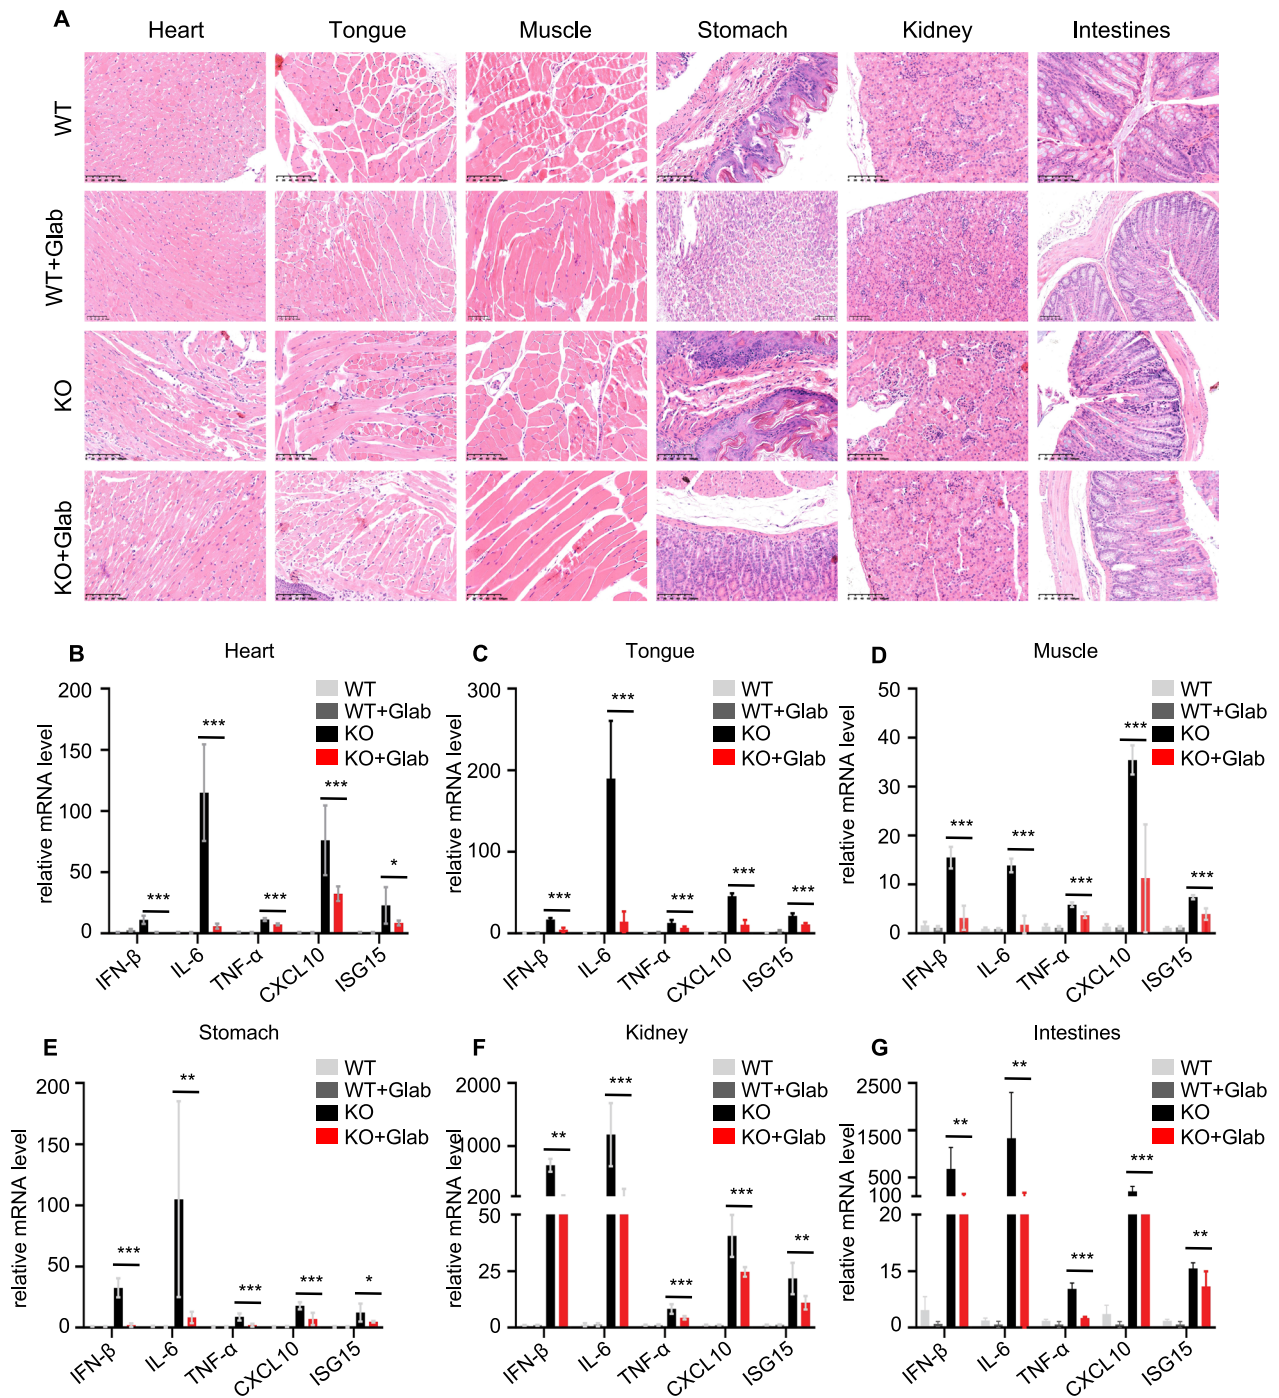 A
Heart Tongue Muscle Stomach Kidney Intestines
WT
WT+Glab
KO
KO+Glab
B Heart
relative mRNA level
200
150
100
50
0
WT
WT+Glab
KO
KO+Glab
*** *** *** *** *
IFN-β IL-6 TNF-α CXCL10 ISG15
C Tongue
relative mRNA level
300
200
100
0
WT
WT+Glab
KO
KO+Glab
*** *** *** *** ***
IFN-β IL-6 TNF-α CXCL10 ISG15
D Muscle
relative mRNA level
50
40
30
20
10
0
WT
WT+Glab
KO
KO+Glab
*** *** *** *** ***
IFN-β IL-6 TNF-α CXCL10 ISG15
E Stomach
relative mRNA level
200
150
100
50
0
WT
WT+Glab
KO
KO+Glab
*** ** *** *** *
IFN-β IL-6 TNF-α CXCL10 ISG15
F Kidney
relative mRNA level
2000
1000
200
50
25
0
WT
WT+Glab
KO
KO+Glab
** *** *** *** **
IFN-β IL-6 TNF-α CXCL10 ISG15
G Intestines
relative mRNA level
2500
1500
500
100
20
15
0
WT
WT+Glab
KO
KO+Glab
** ** *** *** **
IFN-β IL-6 TNF-α CXCL10 ISG15